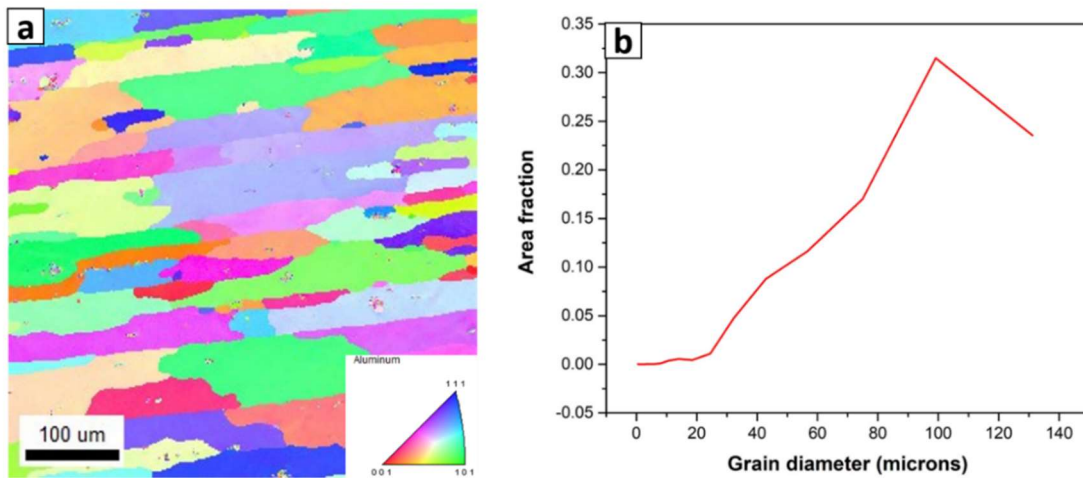 a
Aluminum
1 1 1
0 0 1
1 0 1
100 um
b
Area fraction
0.35
0.30
0.25
0.20
0.15
0.10
0.05
0.00
-0.05
0 20 40 60 80 100 120 140
Grain diameter (microns)